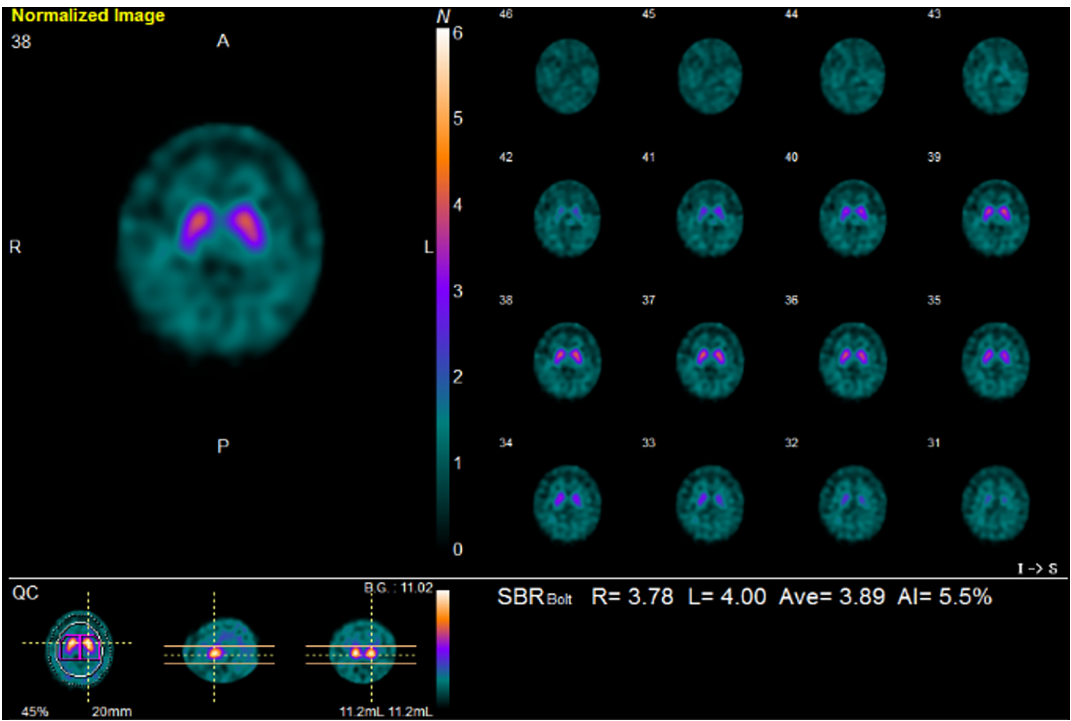 Normalized Image
38
A
R
L
P
N
6
5
4
3
2
1
0
46 45 44 43
42 41 40 39
38 37 36 35
34 33 32 31
I -> S
QC
B.G. : 11.02
45% 20mm 11.2mL 11.2mL
SBR Bolt R= 3.78 L= 4.00 Ave= 3.89 AI= 5.5%